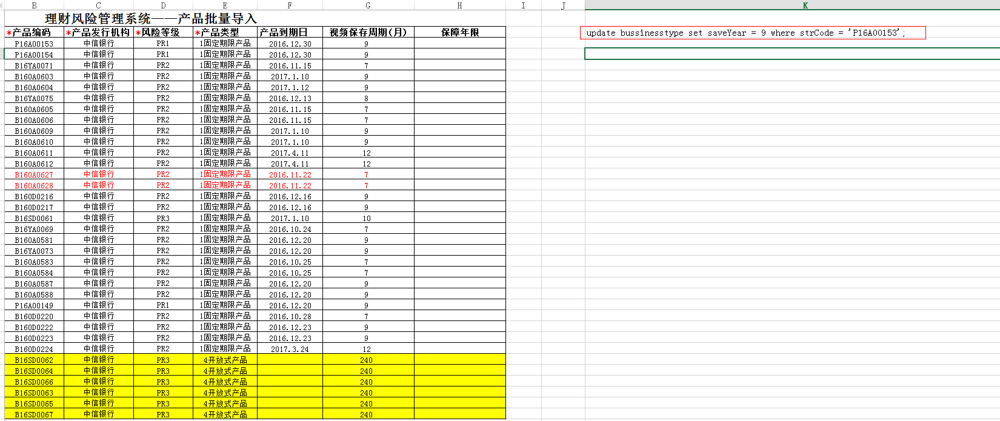 B C D E F G H I J K
理财风险管理系统——产品批量导入
*产品编码 *产品发行机构 *风险等级 *产品类型 产品到期日 视频保存周期(月) 保障年限
update bussinesstype set saveYear = 9 where strCode = 'P16A00153';
P16A00153 中信银行 PR1 1固定期限产品 2016.12.30 9
P16A00154 中信银行 PR1 1固定期限产品 2016.12.30 9
B16YA0071 中信银行 PR2 1固定期限产品 2016.11.15 7
B160A0603 中信银行 PR2 1固定期限产品 2017.1.10 9
B160A0604 中信银行 PR2 1固定期限产品 2017.1.12 9
B16YA0075 中信银行 PR2 1固定期限产品 2016.12.13 8
B160A0605 中信银行 PR2 1固定期限产品 2016.11.15 7
B160A0606 中信银行 PR2 1固定期限产品 2016.11.15 7
B160A0609 中信银行 PR2 1固定期限产品 2017.1.10 9
B160A0610 中信银行 PR2 1固定期限产品 2017.1.10 9
B160A0611 中信银行 PR2 1固定期限产品 2017.4.11 12
B160A0612 中信银行 PR2 1固定期限产品 2017.4.11 12
B160A0627 中信银行 PR2 1固定期限产品 2016.11.22 7
B160A0628 中信银行 PR2 1固定期限产品 2016.11.22 7
B160D0216 中信银行 PR2 1固定期限产品 2016.12.16 9
B160D0217 中信银行 PR2 1固定期限产品 2016.12.16 9
B16SD0061 中信银行 PR3 1固定期限产品 2017.1.10 10
B16YA0069 中信银行 PR2 1固定期限产品 2016.10.24 7
B160A0581 中信银行 PR2 1固定期限产品 2016.12.20 9
B16YA0073 中信银行 PR2 1固定期限产品 2016.12.20 9
B160A0583 中信银行 PR2 1固定期限产品 2016.10.25 7
B160A0584 中信银行 PR2 1固定期限产品 2016.10.25 7
B160A0587 中信银行 PR2 1固定期限产品 2016.12.20 9
B160A0588 中信银行 PR2 1固定期限产品 2016.12.20 9
P16A00149 中信银行 PR1 1固定期限产品 2016.12.20 9
B160D0220 中信银行 PR2 1固定期限产品 2016.10.28 7
B160D0222 中信银行 PR2 1固定期限产品 2016.12.23 9
B160D0223 中信银行 PR2 1固定期限产品 2016.12.23 9
B160D0224 中信银行 PR2 1固定期限产品 2017.3.24 12
B16SD0062 中信银行 PR3 4开放式产品 240
B16SD0064 中信银行 PR3 4开放式产品 240
B16SD0066 中信银行 PR3 4开放式产品 240
B16SD0063 中信银行 PR3 4开放式产品 240
B16SD0065 中信银行 PR3 4开放式产品 240
B16SD0067 中信银行 PR3 4开放式产品 240